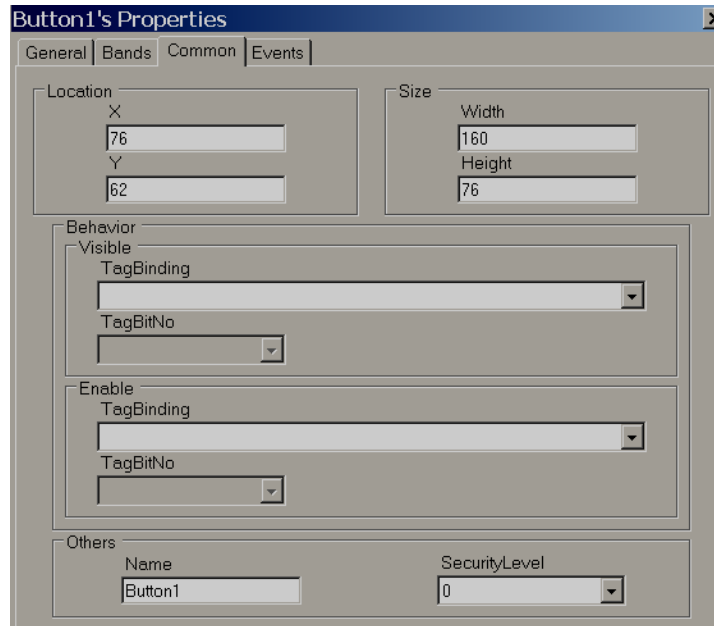 Button1's Properties
General Bands Common Events
Location
X
76
Y
62
Size
Width
160
Height
76
Behavior
Visible
TagBinding
TagBitNo
Enable
TagBinding
TagBitNo
Others
Name
Button1
SecurityLevel
0